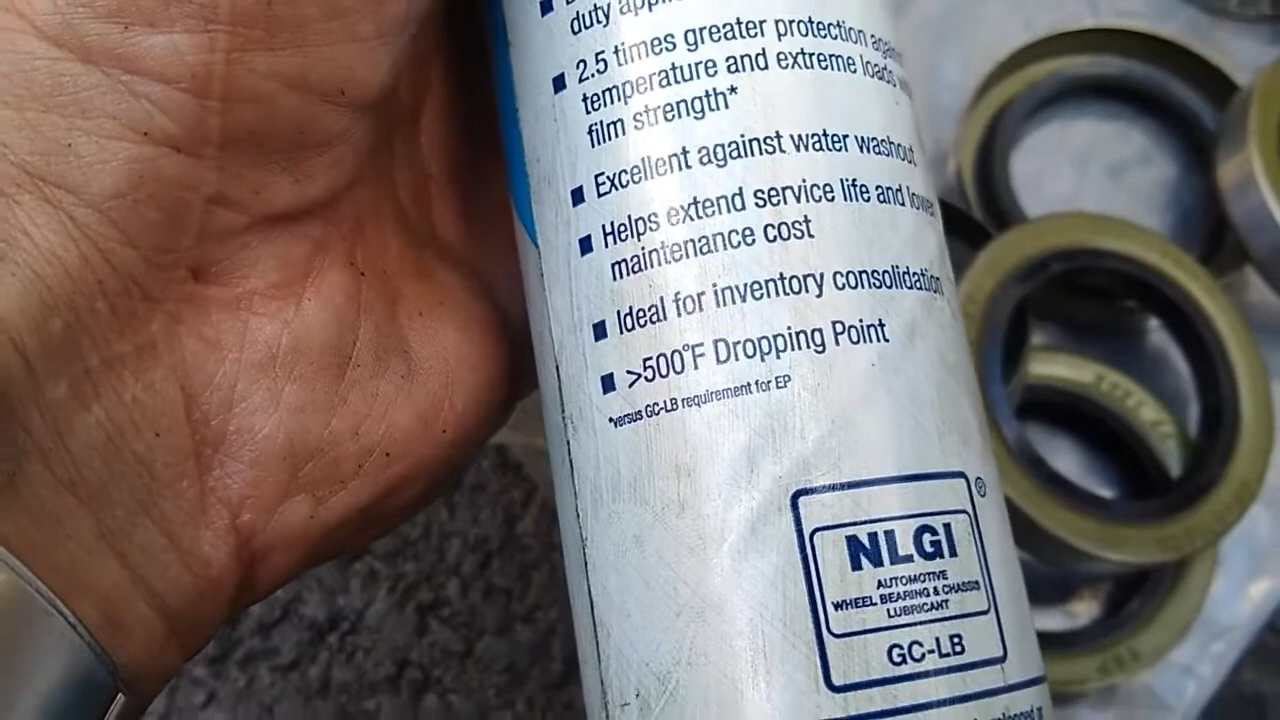 duty
2.5 times greater protection
temperature and extreme loads
film strength*
Excellent against water washout
Helps extend service life and lower
maintenance cost
Ideal for inventory consolidation
>500°F Dropping Point
*versus GC-LB requirement for EP
®
NLGI
AUTOMOTIVE
WHEEL BEARING & CHASSIS
LUBRICANT
GC-LB